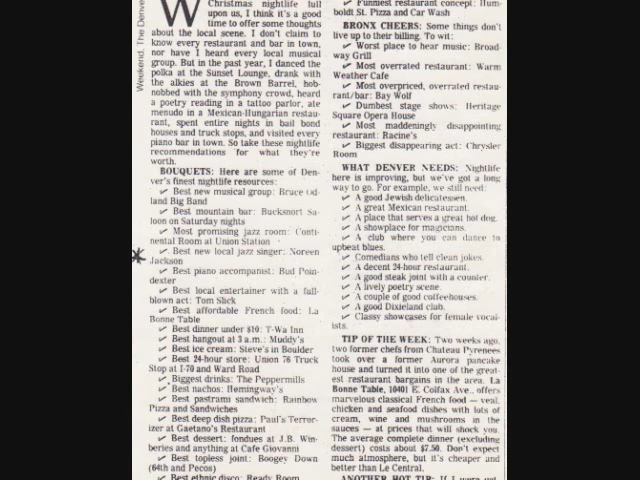 Weekend, The Denve
W Christmas nightlife full
upon us, I think it's a good
time to offer some thoughts
about the local scene. I don't claim to
know every restaurant and bar in town,
nor have I heard every local musical
group. But in the past year, I danced the
polka at the Sunset Lounge, drank with
the alkies at the Brown Barrel, hob-
nobbed with the symphony crowd, heard
a poetry reading in a tattoo parlor, ate
menudo in a Mexican-Hungarian restau-
rant, spent entire nights in bail bond
houses and truck stops, and visited every
piano bar in town. So take these nightlife
recommendations for what they're
worth.
BOUQUETS: Here are some of Den-
ver's finest nightlife resources:
✓ Best new musical group: Bruce Od-
land Big Band
✓ Best mountain bar: Bucksnort Sa-
loon on Saturday nights
✓ Most promising jazz room: Conti-
nental Room at Union Station
✓ Best new local jazz singer: Noreen
Jackson
✓ Best piano accompanist: Bud Poin-
dexter
✓ Best local entertainer with a full-
blown act: Tom Slick
✓ Best affordable French food: La
Bonne Table
✓ Best dinner under $10: T-Wa Inn
✓ Best hangout at 3 a.m.: Muddy's
✓ Best ice cream: Steve's in Boulder
✓ Best 24-hour store: Union 76 Truck
Stop at I-70 and Ward Road
✓ Biggest drinks: The Peppermills
✓ Best nachos: Hemingway's
✓ Best pastrami sandwich: Rainbow
Pizza and Sandwiches
✓ Best deep dish pizza: Paul's Terror-
izer at Gaetano's Restaurant
✓ Best dessert: fondues at J.B. Win-
beries and anything at Cafe Giovanni
✓ Best topless joint: Boogey Down
(64th and Pecos)
✓ Best ethnic disco: Ready Room
✓ Funniest restaurant concept: Hum-
boldt St. Pizza and Car Wash
BRONX CHEERS: Some things don't
live up to their billing. To wit:
✓ Worst place to hear music: Broad-
way Grill
✓ Most overrated restaurant: Warm
Weather Cafe
✓ Most overpriced, overrated restau-
rant/bar: Bay Wolf
✓ Dumbest stage shows: Heritage
Square Opera House
✓ Most maddeningly disappointing
restaurant: Racine's
✓ Biggest disappearing act: Chrysler
Room
WHAT DENVER NEEDS: Nightlife
here is improving, but we've got a long
way to go. For example, we still need:
✓ A good Jewish delicatessen.
✓ A great Mexican restaurant.
✓ A place that serves a great hot dog.
✓ A showplace for magicians.
✓ A club where you can dance to
upbeat blues.
✓ Comedians who tell clean jokes.
✓ A decent 24-hour restaurant.
✓ A good steak joint with a counter.
✓ A lively poetry scene.
✓ A couple of good coffeehouses.
✓ A good Dixieland club.
✓ Classy showcases for female vocal-
ists.
TIP OF THE WEEK: Two weeks ago,
two former chefs from Chateau Pyrenees
took over a former Aurora pancake
house and turned it into one of the great-
est restaurant bargains in the area. La
Bonne Table, 10401 E. Colfax Ave., offers
marvelous classical French food — veal,
chicken and seafood dishes with lots of
cream, wine and mushrooms in the
sauces — at prices that will shock you.
The average complete dinner (excluding
dessert) costs about $7.50. Don't expect
much atmosphere, but it's cheaper and
better than Le Central.
ANOTHER HOT TIP: If I were